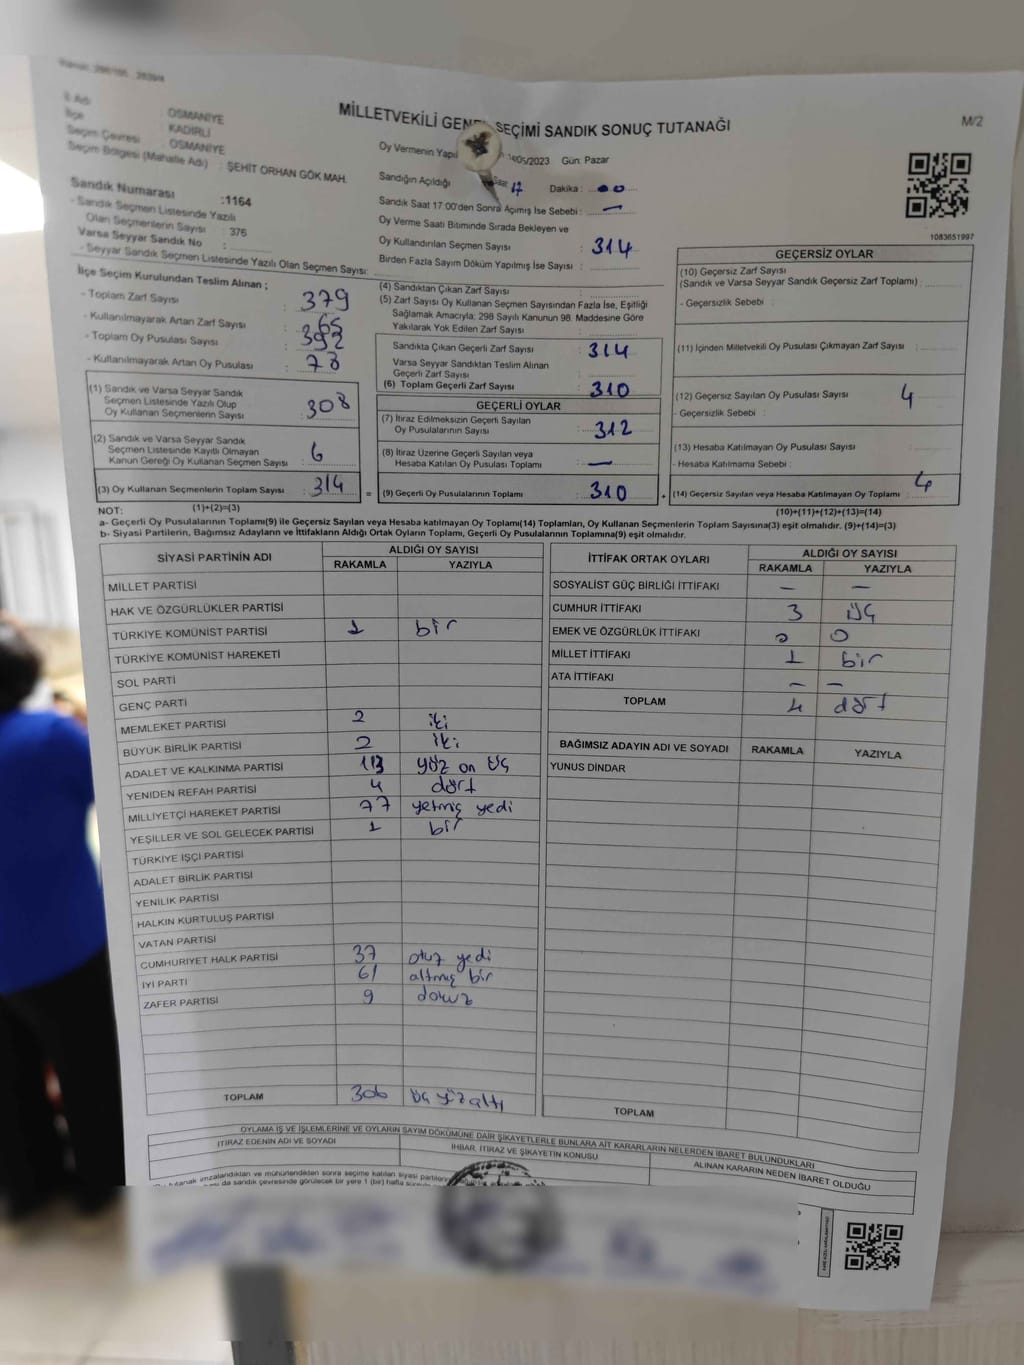 MİLLETVEKİLİ GENEL SEÇİMİ SANDIK SONUÇ TUTANAĞI
M/2
İl Adı : OSMANİYE
İlçe : KADİRLİ
Seçim Çevresi : OSMANİYE
Seçim Bölgesi (Mahalle Adı) : ŞEHİT ORHAN GÖK MAH.
Sandık Numarası :1164
- Sandık Seçmen Listesinde Yazılı
Olan Seçmenlerin Sayısı : 376
Varsa Seyyar Sandık No :
- Seyyar Sandık Seçmen Listesinde Yazılı Olan Seçmen Sayısı:
Oy Vermenin 05/2023 Gün: Pazar
Sandığın Açıldığı Saat 17 Dakika : 00
Sandık Saat 17:00'den Sonra Açımış İse Sebebi : —
Oy Verme Saati Bitiminde Sırada Bekleyen ve
Oy Kullandırılan Seçmen Sayısı : 314
Birden Fazla Sayım Döküm Yapılmış İse Sayısı :
1083651997
İlçe Seçim Kurulundan Teslim Alınan ;
- Toplam Zarf Sayısı : 379
- Kullanılmayarak Artan Zarf Sayısı : 65
- Toplam Oy Pusulası Sayısı : 392
- Kullanılmayarak Artan Oy Pusulası : 78
(1) Sandık ve Varsa Seyyar Sandık
Seçmen Listesinde Yazılı Olup
Oy Kullanan Seçmenlerin Sayısı : 308
(2) Sandık ve Varsa Seyyar Sandık
Seçmen Listesinde Kayıtlı Olmayan
Kanun Gereği Oy Kullanan Seçmen Sayısı : 6
(3) Oy Kullanan Seçmenlerin Toplam Sayısı : 314
(1)+(2)=(3)
(4) Sandıktan Çıkan Zarf Sayısı :
(5) Zarf Sayısı Oy Kullanan Seçmen Sayısından Fazla İse, Eşitliği
Sağlamak Amacıyla; 298 Sayılı Kanunun 98. Maddesine Göre
Yakılarak Yok Edilen Zarf Sayısı :
Sandıkta Çıkan Geçerli Zarf Sayısı : 314
Varsa Seyyar Sandıktan Teslim Alınan
Geçerli Zarf Sayısı :
(6) Toplam Geçerli Zarf Sayısı : 310
GEÇERLİ OYLAR
(7) İtiraz Edilmeksizin Geçerli Sayılan
Oy Pusulalarının Sayısı : 312
(8) İtiraz Üzerine Geçerli Sayılan veya
Hesaba Katılan Oy Pusulası Toplamı : —
= (9) Geçerli Oy Pusulalarının Toplamı : 310
GEÇERSİZ OYLAR
(10) Geçersiz Zarf Sayısı
(Sandık ve Varsa Seyyar Sandık Geçersiz Zarf Toplamı) :
- Geçersizlik Sebebi :
(11) İçinden Milletvekili Oy Pusulası Çıkmayan Zarf Sayısı :
(12) Geçersiz Sayılan Oy Pusulası Sayısı : 4
- Geçersizlik Sebebi :
(13) Hesaba Katılmayan Oy Pusulası Sayısı :
- Hesaba Katılmama Sebebi :
+ (14) Geçersiz Sayılan veya Hesaba Katılmayan Oy Toplamı : 4
(10)+(11)+(12)+(13)=(14)
NOT:
a- Geçerli Oy Pusulalarının Toplamı(9) ile Geçersiz Sayılan veya Hesaba katılmayan Oy Toplamı(14) Toplamları, Oy Kullanan Seçmenlerin Toplam Sayısına(3) eşit olmalıdır. (9)+(14)=(3)
b- Siyasi Partilerin, Bağımsız Adayların ve İttifakların Aldığı Ortak Oyların Toplamı, Geçerli Oy Pusulalarının Toplamına(9) eşit olmalıdır.
SİYASİ PARTİNİN ADI ALDIĞI OY SAYISI
RAKAMLA YAZIYLA
MİLLET PARTİSİ
HAK VE ÖZGÜRLÜKLER PARTİSİ
TÜRKİYE KOMÜNİST PARTİSİ 1 bir
TÜRKİYE KOMÜNİST HAREKETİ
SOL PARTİ
GENÇ PARTİ
MEMLEKET PARTİSİ 2 iki
BÜYÜK BİRLİK PARTİSİ 2 iki
ADALET VE KALKINMA PARTİSİ 113 yüz on üç
YENİDEN REFAH PARTİSİ 4 dört
MİLLİYETÇİ HAREKET PARTİSİ 77 yetmiş yedi
YEŞİLLER VE SOL GELECEK PARTİSİ 1 bir
TÜRKİYE İŞÇİ PARTİSİ
ADALET BİRLİK PARTİSİ
YENİLİK PARTİSİ
HALKIN KURTULUŞ PARTİSİ
VATAN PARTİSİ
CUMHURİYET HALK PARTİSİ 37 otuz yedi
İYİ PARTİ 61 altmış bir
ZAFER PARTİSİ 9 dokuz
TOPLAM 306 üç yüz altı
İTTİFAK ORTAK OYLARI ALDIĞI OY SAYISI
RAKAMLA YAZIYLA
SOSYALİST GÜÇ BİRLİĞİ İTTİFAKI — —
CUMHUR İTTİFAKI 3 üç
EMEK VE ÖZGÜRLÜK İTTİFAKI 0 0
MİLLET İTTİFAKI 1 bir
ATA İTTİFAKI — —
TOPLAM 4 dört
BAĞIMSIZ ADAYIN ADI VE SOYADI RAKAMLA YAZIYLA
YUNUS DİNDAR
TOPLAM
OYLAMA İŞ VE İŞLEMLERİNE VE OYLARIN SAYIM DÖKÜMÜNE DAİR ŞİKAYETLERLE BUNLARA AİT KARARLARIN NELERDEN İBARET BULUNDUKLARI
İTİRAZ EDENİN ADI VE SOYADI
İHBAR, İTİRAZ VE ŞİKAYETİN KONUSU
ALINAN KARARIN NEDEN İBARET OLDUĞU
tutanak imzalandıktan ve mühürlendikten sonra seçime katılan siyasi
da sandık çevresinde görülecek bir yere 1 (bir) hafta